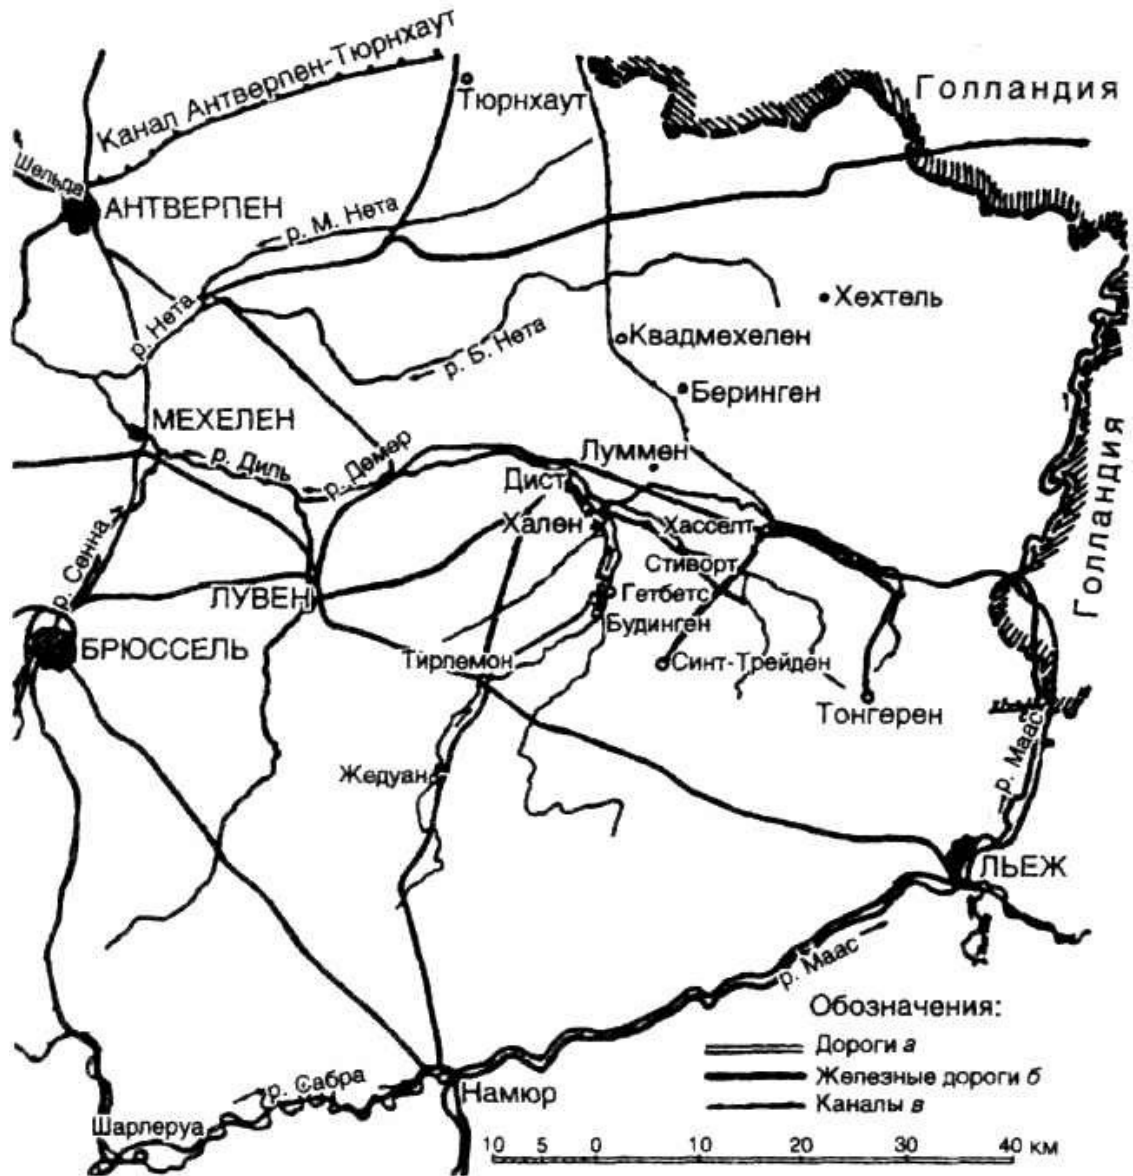 Канал Антверпен-Тюрнхаут
Тюрнхаут
Голландия
Шельда
АНТВЕРПЕН
р. М. Нета
р. Нета
Хехтель
Квадмехелен
р. Б. Нета
Беринген
МЕХЕЛЕН
Голландия
р. Диль
р. Демер
Луммен
Дист
Хален
Хасселт
р. Сенна
Стиворт
ЛУВЕН
Гетбетс
Будинген
БРЮССЕЛЬ
Тирлемон
Синт-Трейден
Тонгерен
р. Маас
Жедуан
ЛЬЕЖ
р. Маас
Обозначения:
Дороги а
Железные дороги б
Каналы в
р. Сабра
Намюр
Шарлеруа
10 5 0 10 20 30 40 км